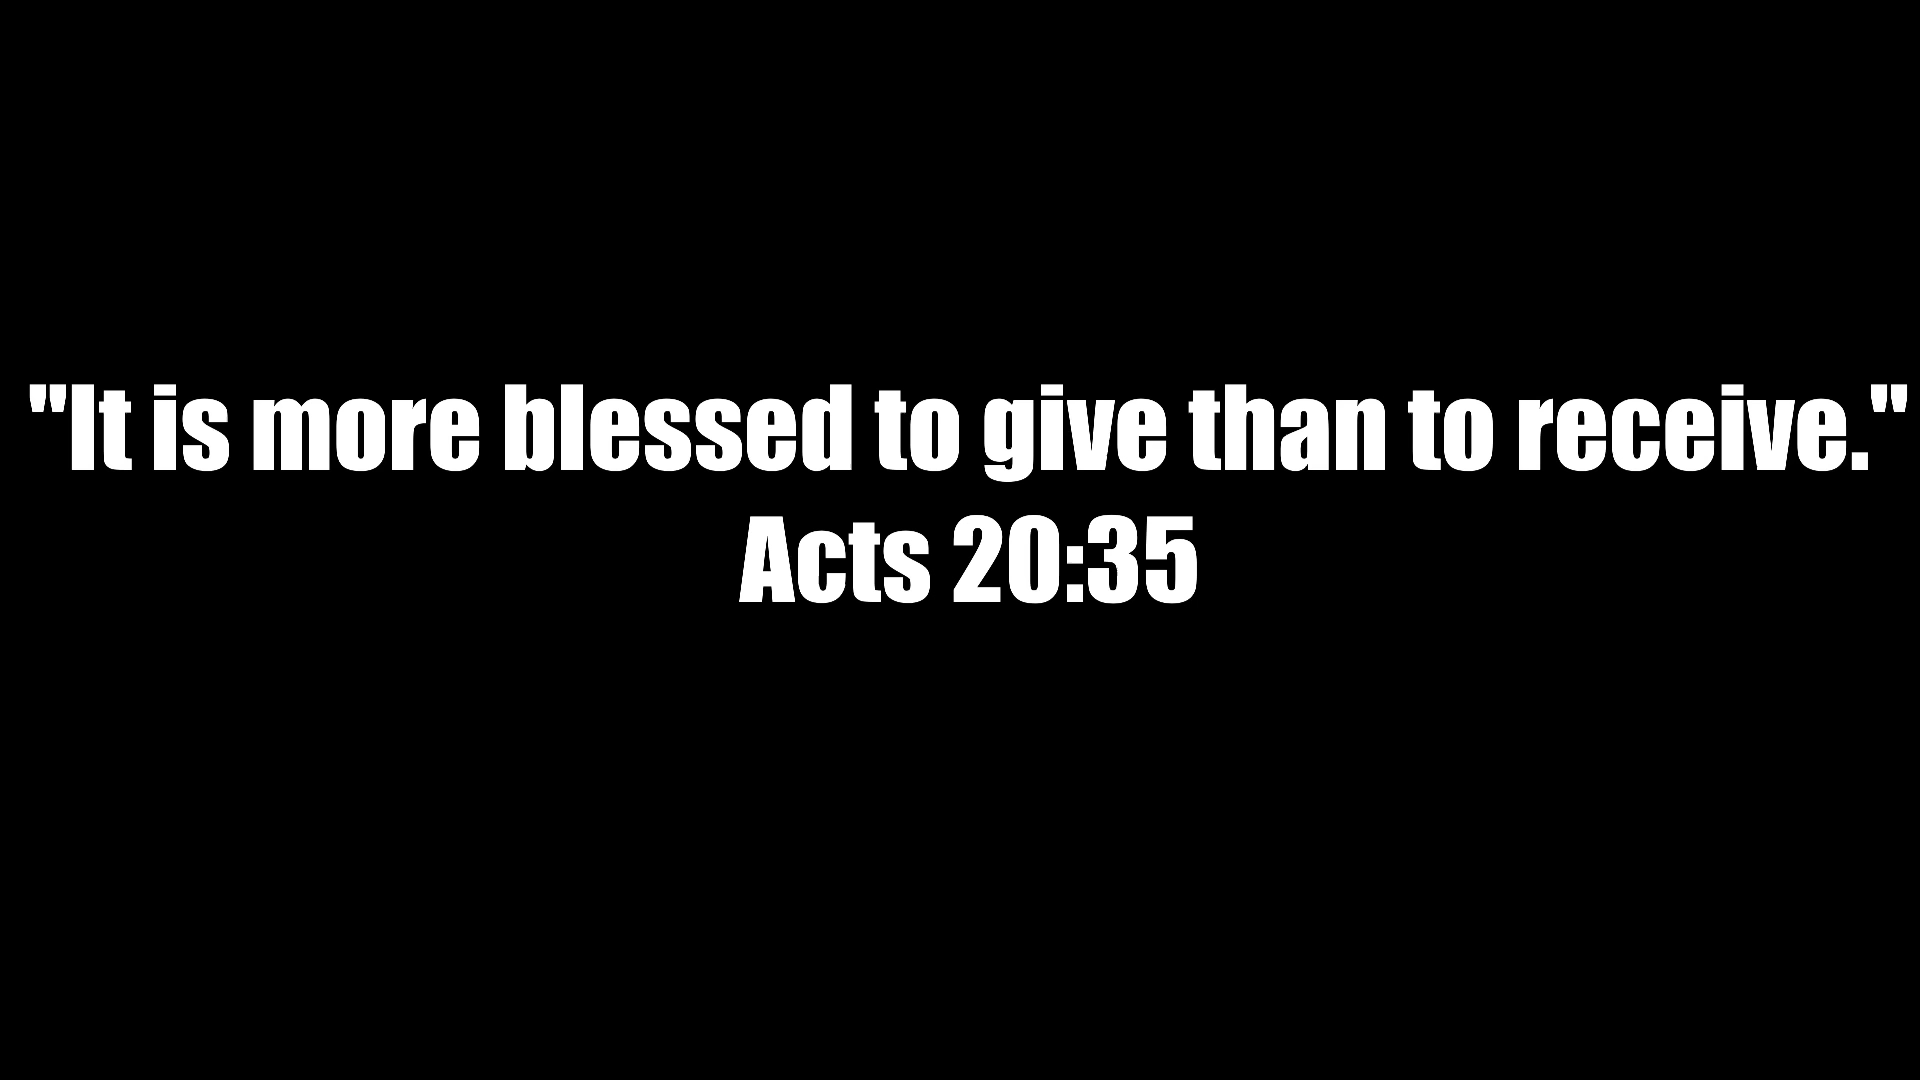 "It is more blessed to give than to receive."
Acts 20:35